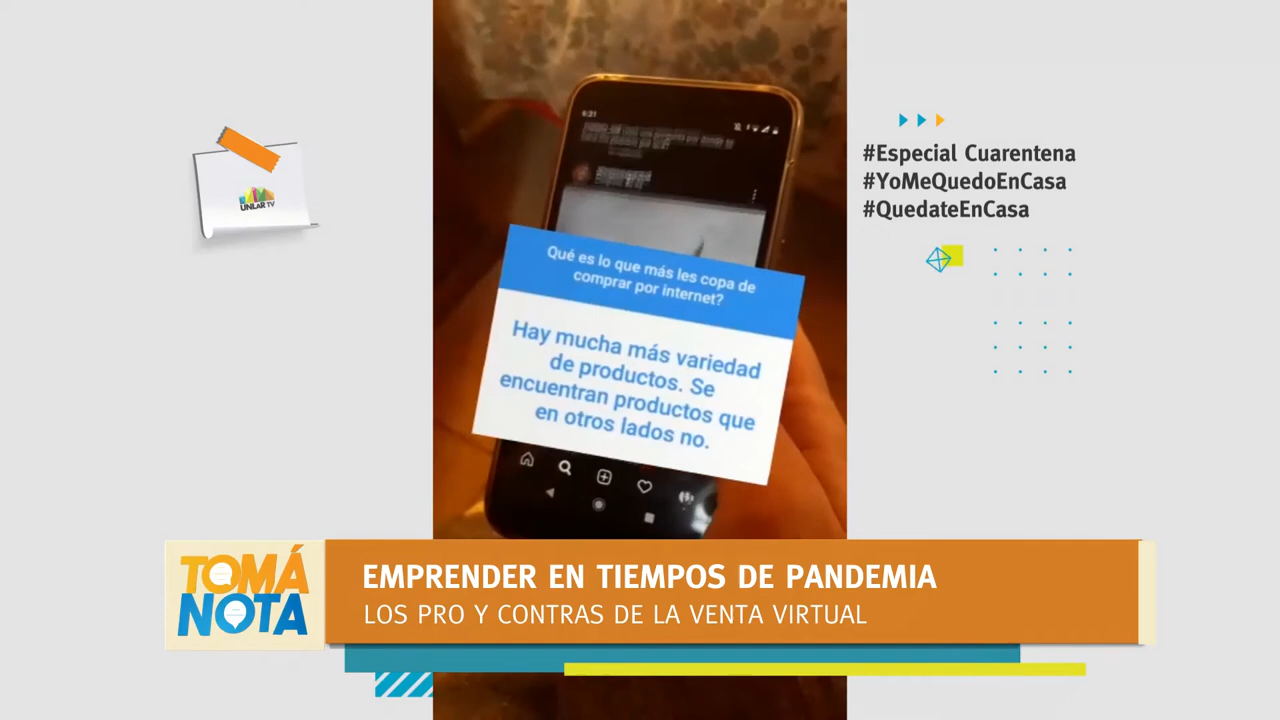 UNLAR TV
6:31
Qué es lo que más les copa de
comprar por internet?
Hay mucha más variedad
de productos. Se
encuentran productos que
en otros lados no.
#Especial Cuarentena
#YoMeQuedoEnCasa
#QuedateEnCasa
TOMÁ
NOTA
EMPRENDER EN TIEMPOS DE PANDEMIA
LOS PRO Y CONTRAS DE LA VENTA VIRTUAL